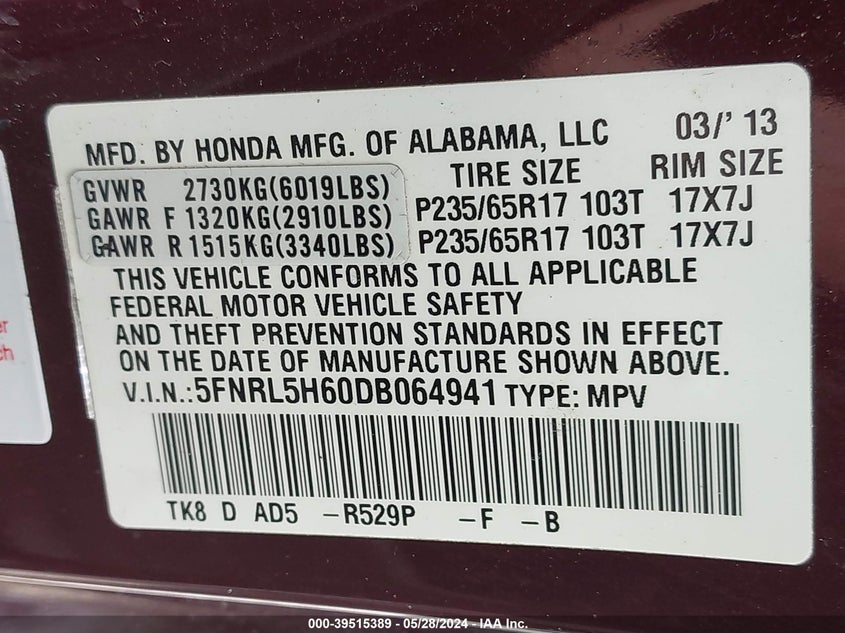 MFD. BY HONDA MFG. OF ALABAMA, LLC 03/' 13
TIRE SIZE RIM SIZE
GVWR 2730KG(6019LBS)
GAWR F 1320KG(2910LBS) P235/65R17 103T 17X7J
GAWR R 1515KG(3340LBS) P235/65R17 103T 17X7J
THIS VEHICLE CONFORMS TO ALL APPLICABLE
FEDERAL MOTOR VEHICLE SAFETY
AND THEFT PREVENTION STANDARDS IN EFFECT
ON THE DATE OF MANUFACTURE SHOWN ABOVE.
V.I.N.:5FNRL5H60DB064941 TYPE: MPV
TK8 D AD5 -R529P -F -B
000-39515389 - 05/28/2024 - IAA Inc.